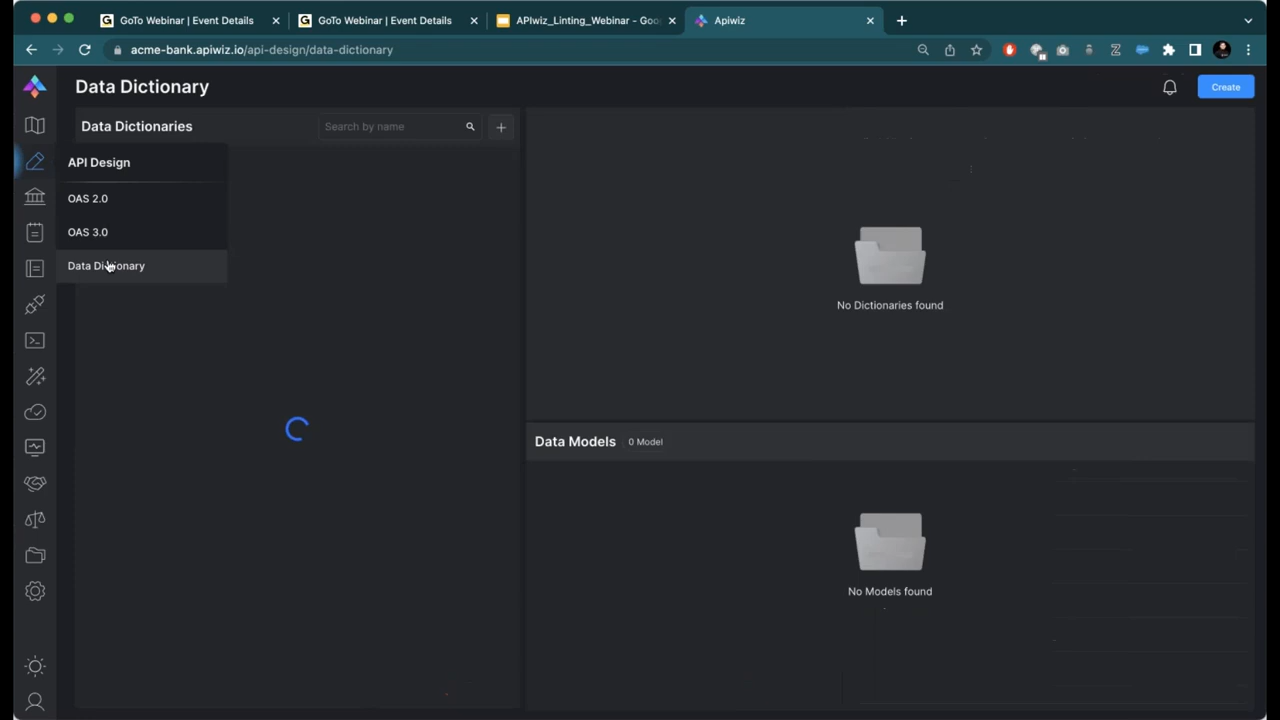 GoTo Webinar | Event Details
GoTo Webinar | Event Details
APIwiz_Linting_Webinar - Goo
Apiwiz
acme-bank.apiwiz.io/api-design/data-dictionary
Data Dictionary
Create
Data Dictionaries
Search by name
API Design
OAS 2.0
OAS 3.0
Data Dictionary
No Dictionaries found
Data Models 0 Model
No Models found